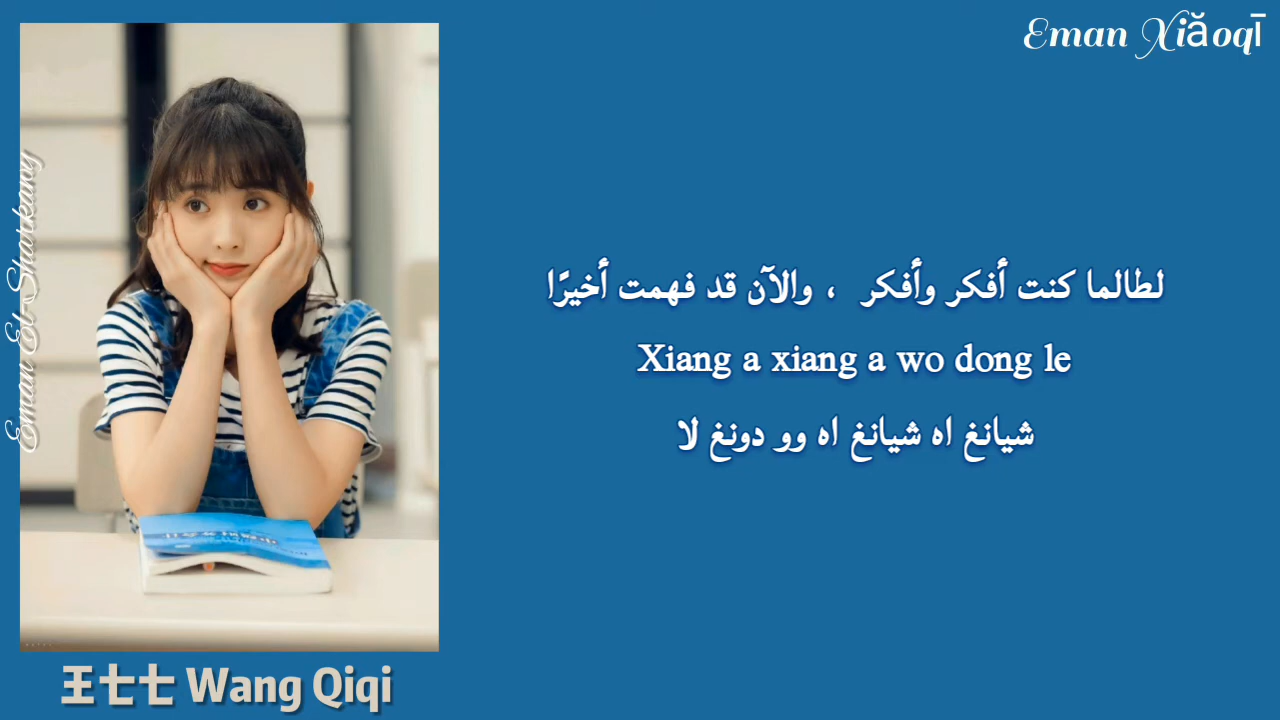 Eman Xiǎoqī
Eman El-Sharkawy
لطالما كنت أفكر وأفكر ، والآن قد فهمت أخيرًا
Xiang a xiang a wo dong le
شيانغ اه شيانغ اه وو دونغ لا
王七七 Wang Qiqi